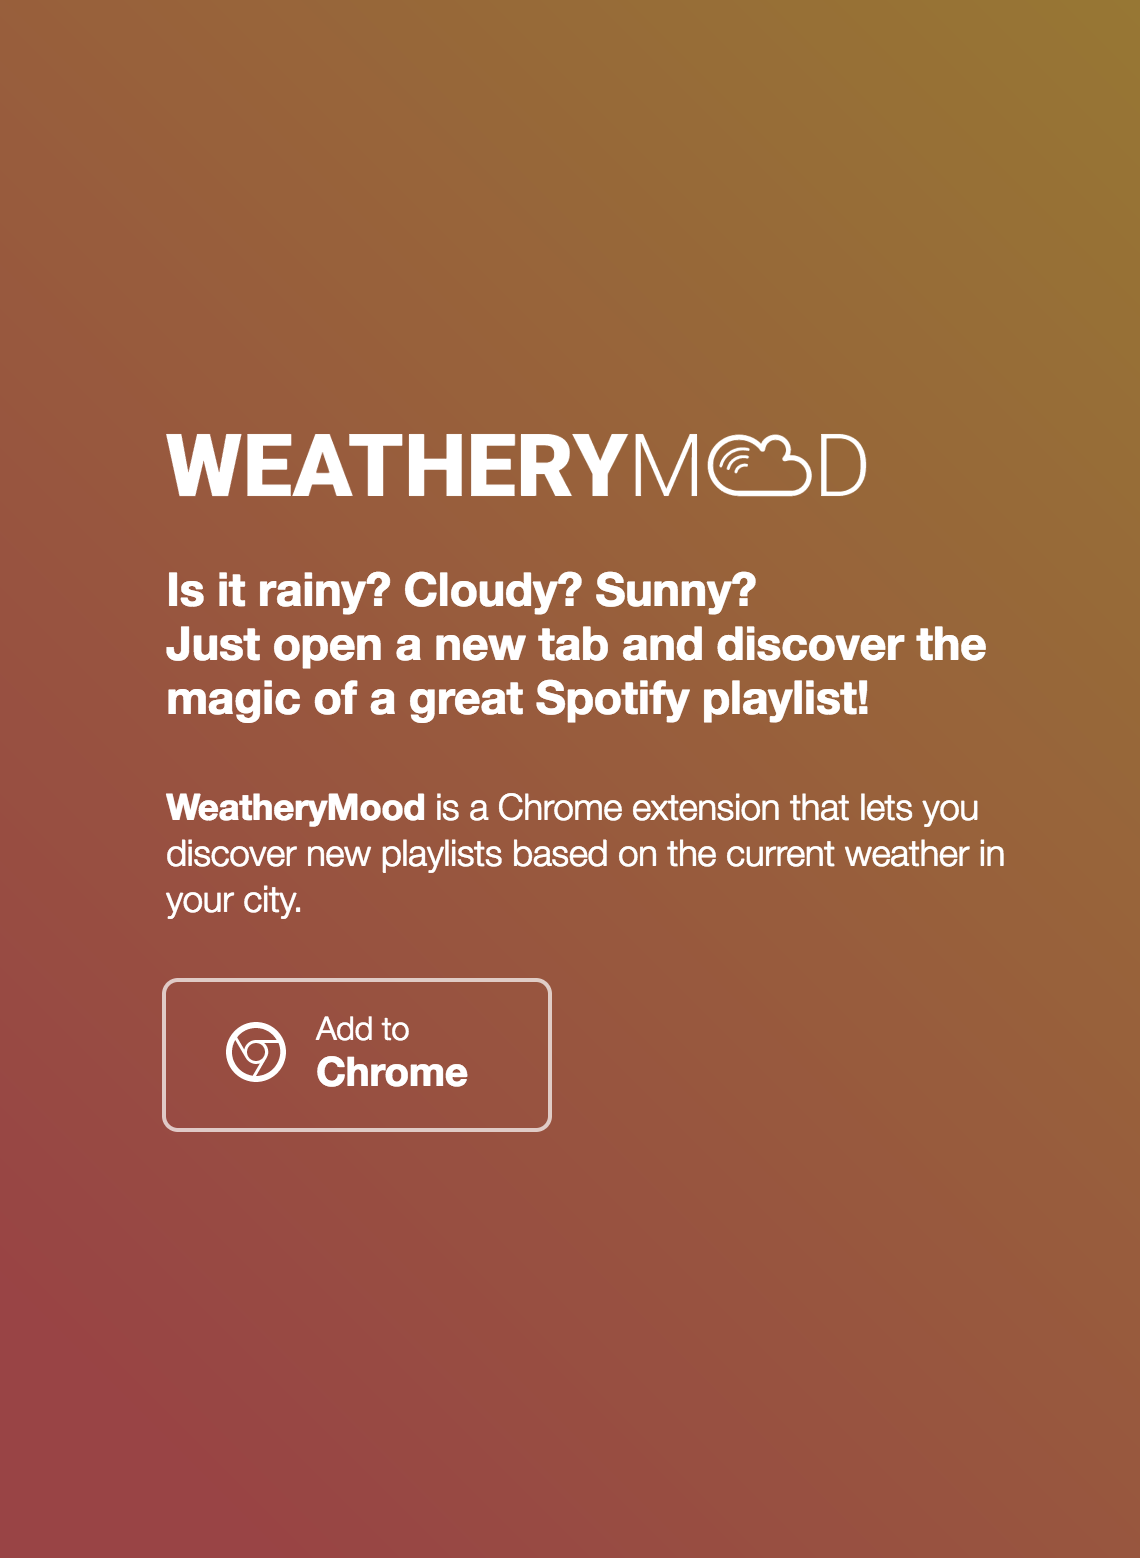 WEATHERYMOOD
Is it rainy? Cloudy? Sunny?
Just open a new tab and discover the
magic of a great Spotify playlist!
WeatheryMood is a Chrome extension that lets you
discover new playlists based on the current weather in
your city.
Add to
Chrome